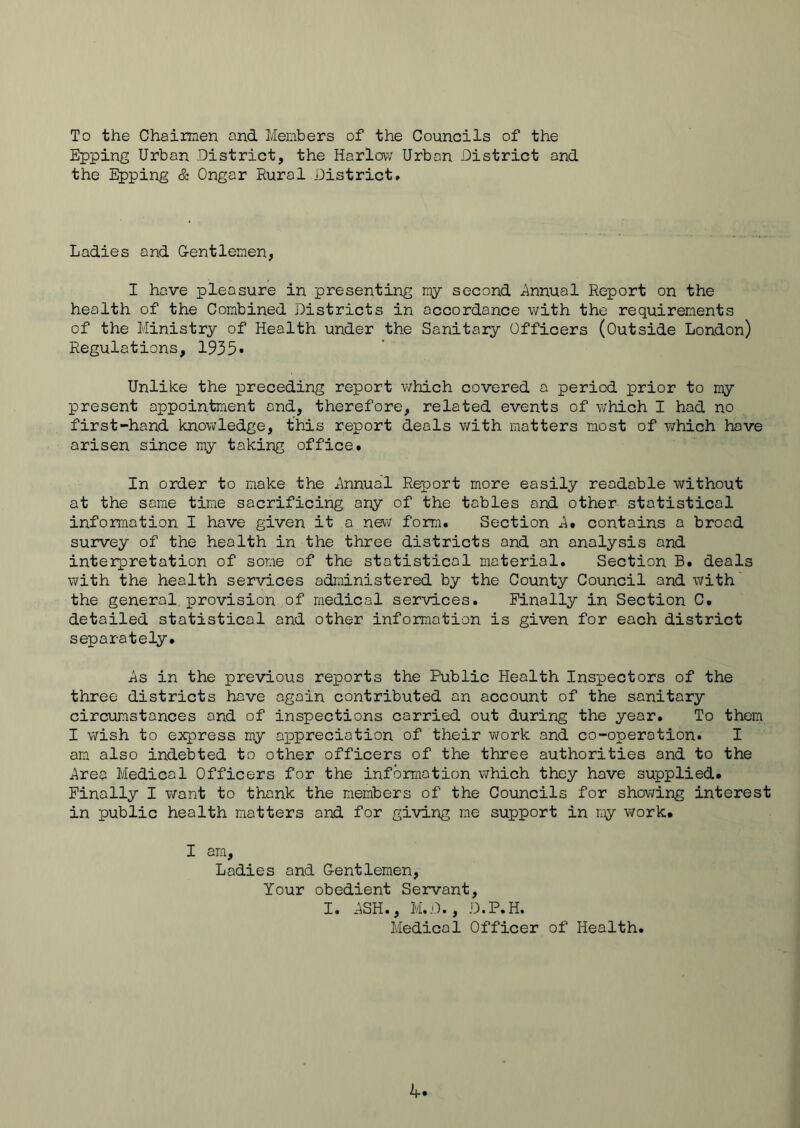 To the Chairmen and Members of the Councils of the
Epping Urban District, the Harlow Urban District and
the Epping & Ongar Rural District.
Ladies and Gentlemen,
I have pleasure in presenting my second Annual Report on the
health of the Combined Districts in accordance with the requirements
of the Ministry of Health under the Sanitary Officers (Outside London)
Regulations, 1935.
Unlike the preceding report which covered a period prior to my
present appointment and, therefore, related events of which I had no
first-hand knowledge, this report deals with matters most of which have
arisen since my taking office.
In order to make the Annual Report more easily readable without
at the same time sacrificing any of the tables and other statistical
information I have given it a new form. Section A. contains a broad
survey of the health in the three districts and an analysis and
interpretation of some of the statistical material. Section B. deals
with the health services administered by the County Council and with
the general provision of medical services. Finally in Section C.
detailed statistical and other information is given for each district
separately.
As in the previous reports the Public Health Inspectors of the
three districts have again contributed an account of the sanitary
circumstances and of inspections carried out during the year. To them
I wish to express my appreciation of their work and co-operation. I
am also indebted to other officers of the three authorities and to the
Area Medical Officers for the information which they have supplied.
Finally I want to thank the members of the Councils for showing interest
in public health matters and for giving me support in my work.
I am,
Ladies and Gentlemen,
Your obedient Servant,
I. ASH., M.D., D.P.H.
Medical Officer of Health.
4.